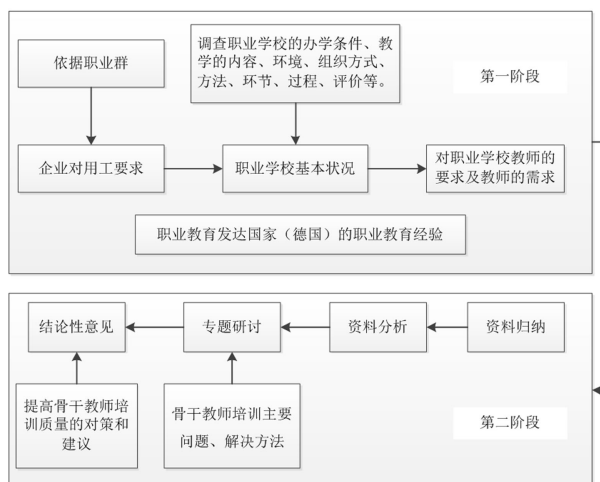 依据职业群
调查职业学校的办学条件、教
学的内容、环境、组织方式、
方法、环节、过程、评价等。
第一阶段
企业对用工要求
职业学校基本状况
对职业学校教师的
要求及教师的需求
职业教育发达国家（德国）的职业教育经验
结论性意见
专题研讨
资料分析
资料归纳
提高骨干教师培
训质量的对策和
建议
骨干教师培训主要
问题、解决方法
第二阶段